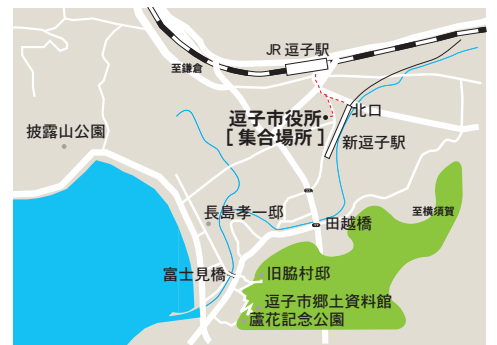 JR 逗子駅
至鎌倉
北口
逗子市役所
[ 集合場所 ]
新逗子駅
披露山公園
長島孝一邸
至横須賀
田越橋
富士見橋
旧脇村邸
逗子市郷土資料館
蘆花記念公園